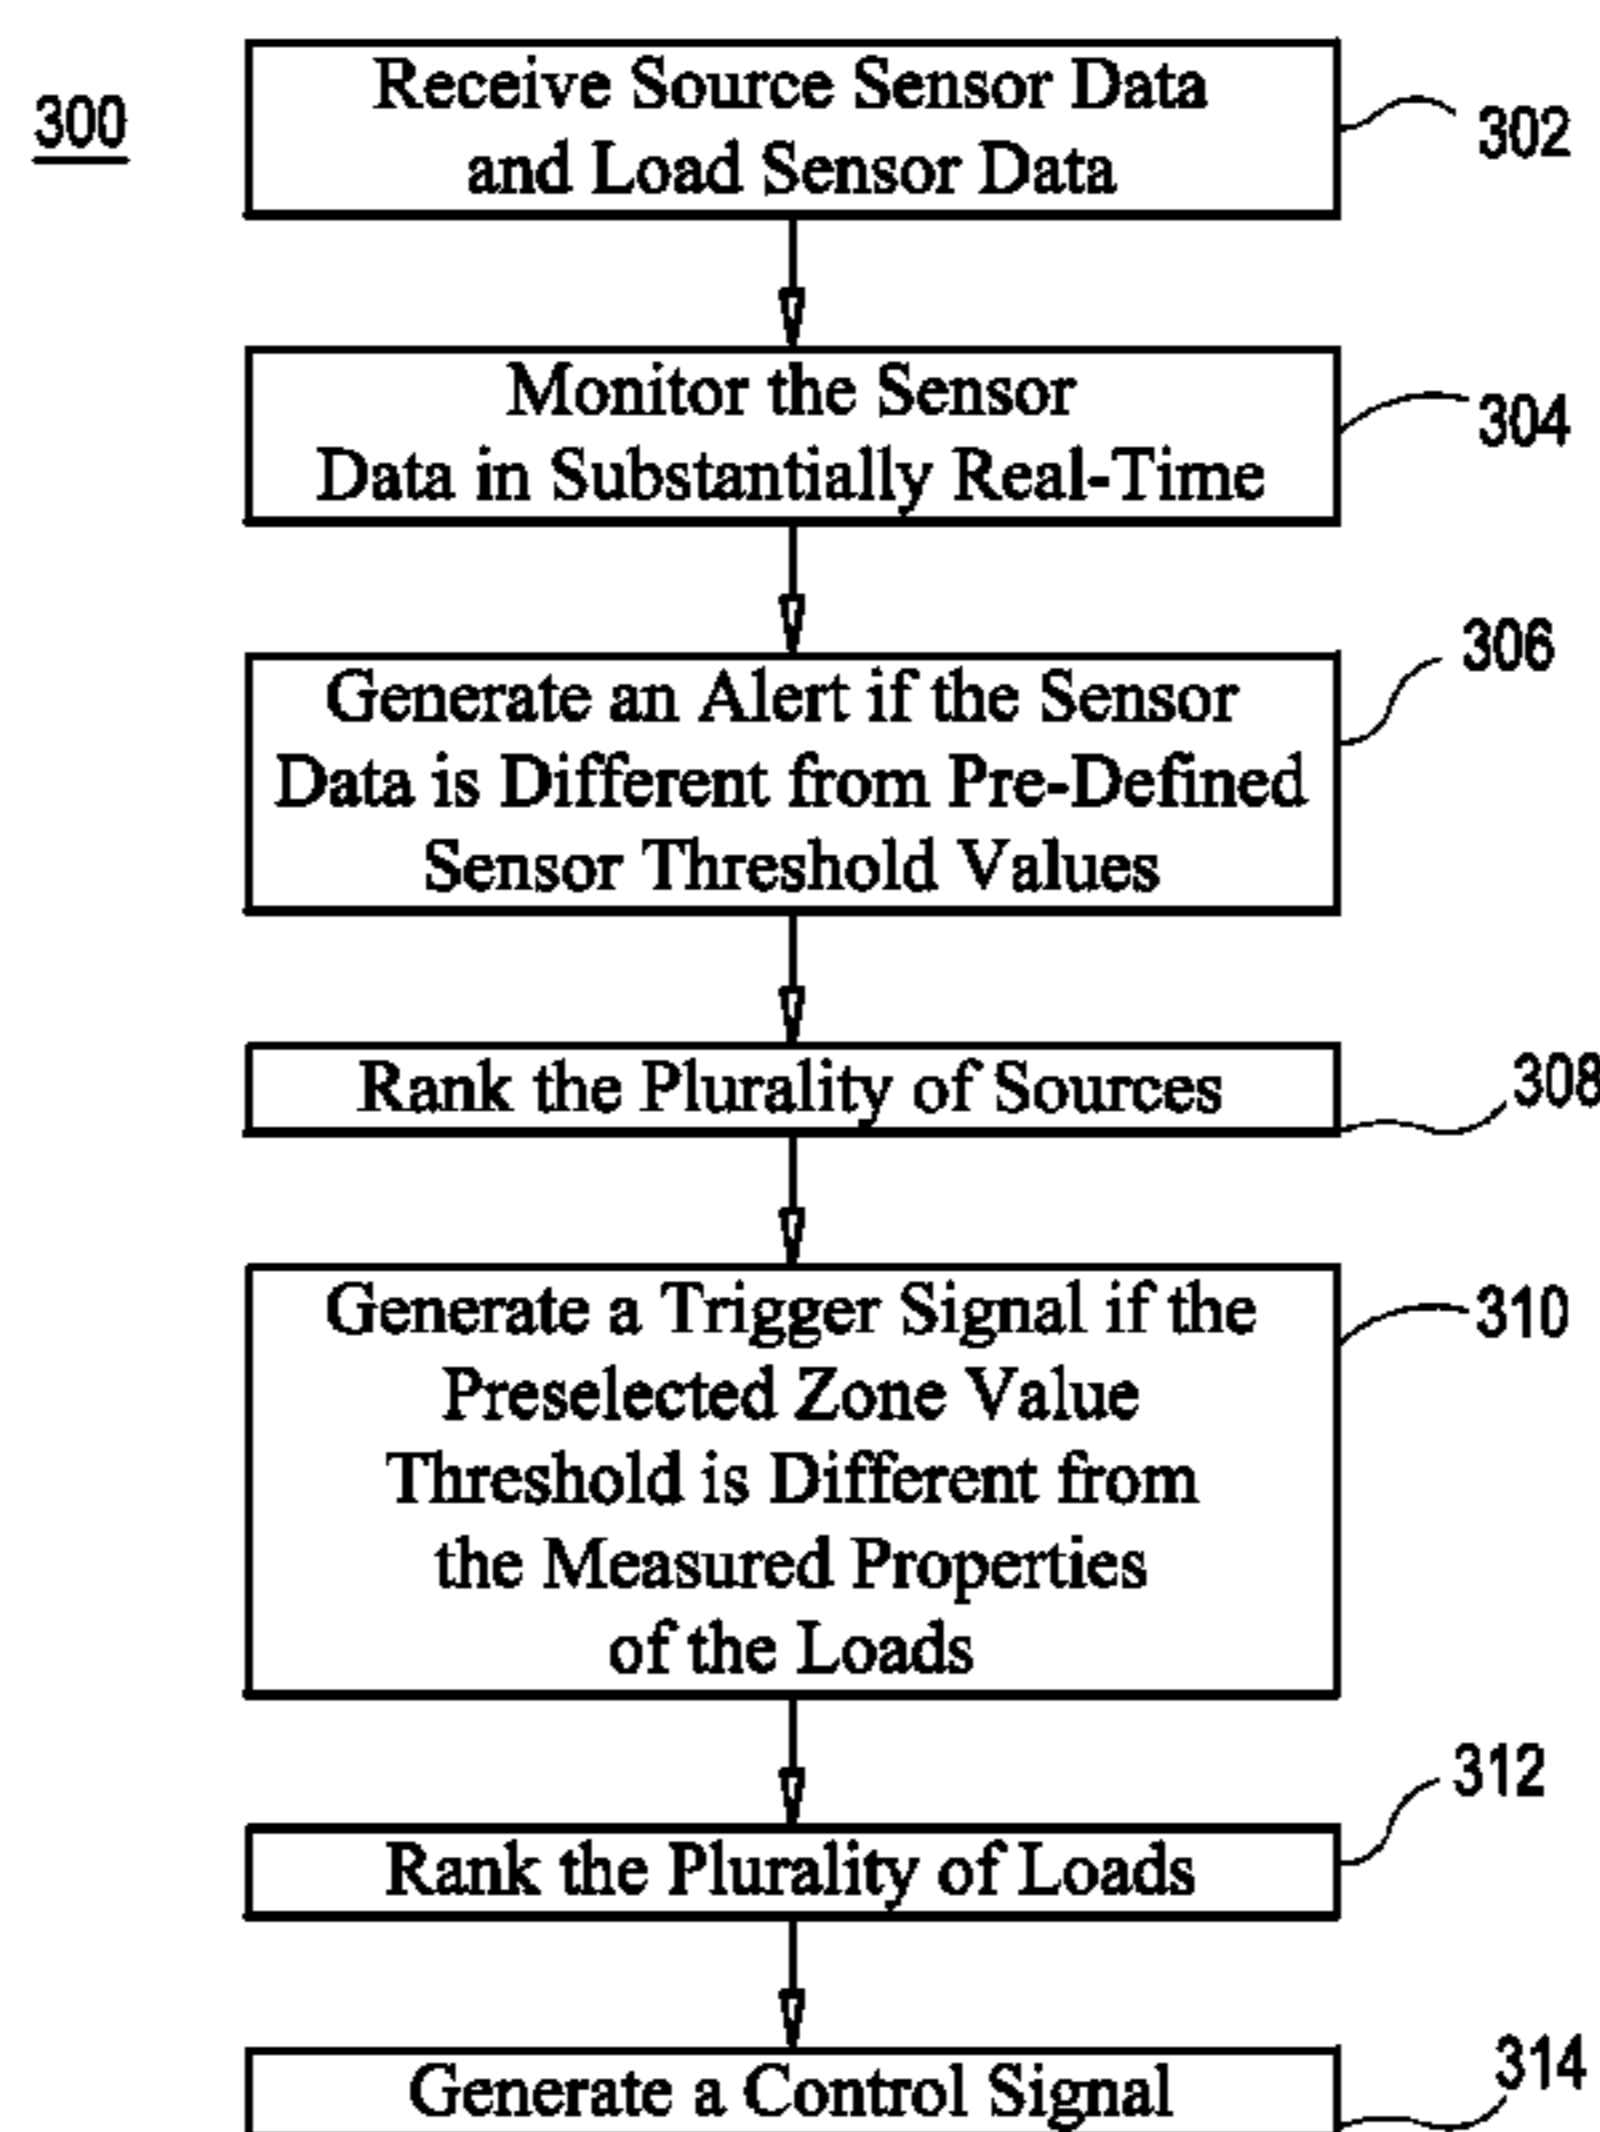 300
Receive Source Sensor Data
and Load Sensor Data
302
Monitor the Sensor
Data in Substantially Real-Time
304
Generate an Alert if the Sensor
Data is Different from Pre-Defined
Sensor Threshold Values
306
Rank the Plurality of Sources
308
Generate a Trigger Signal if the
Preselected Zone Value
Threshold is Different from
the Measured Properties
of the Loads
310
Rank the Plurality of Loads
312
Generate a Control Signal
314